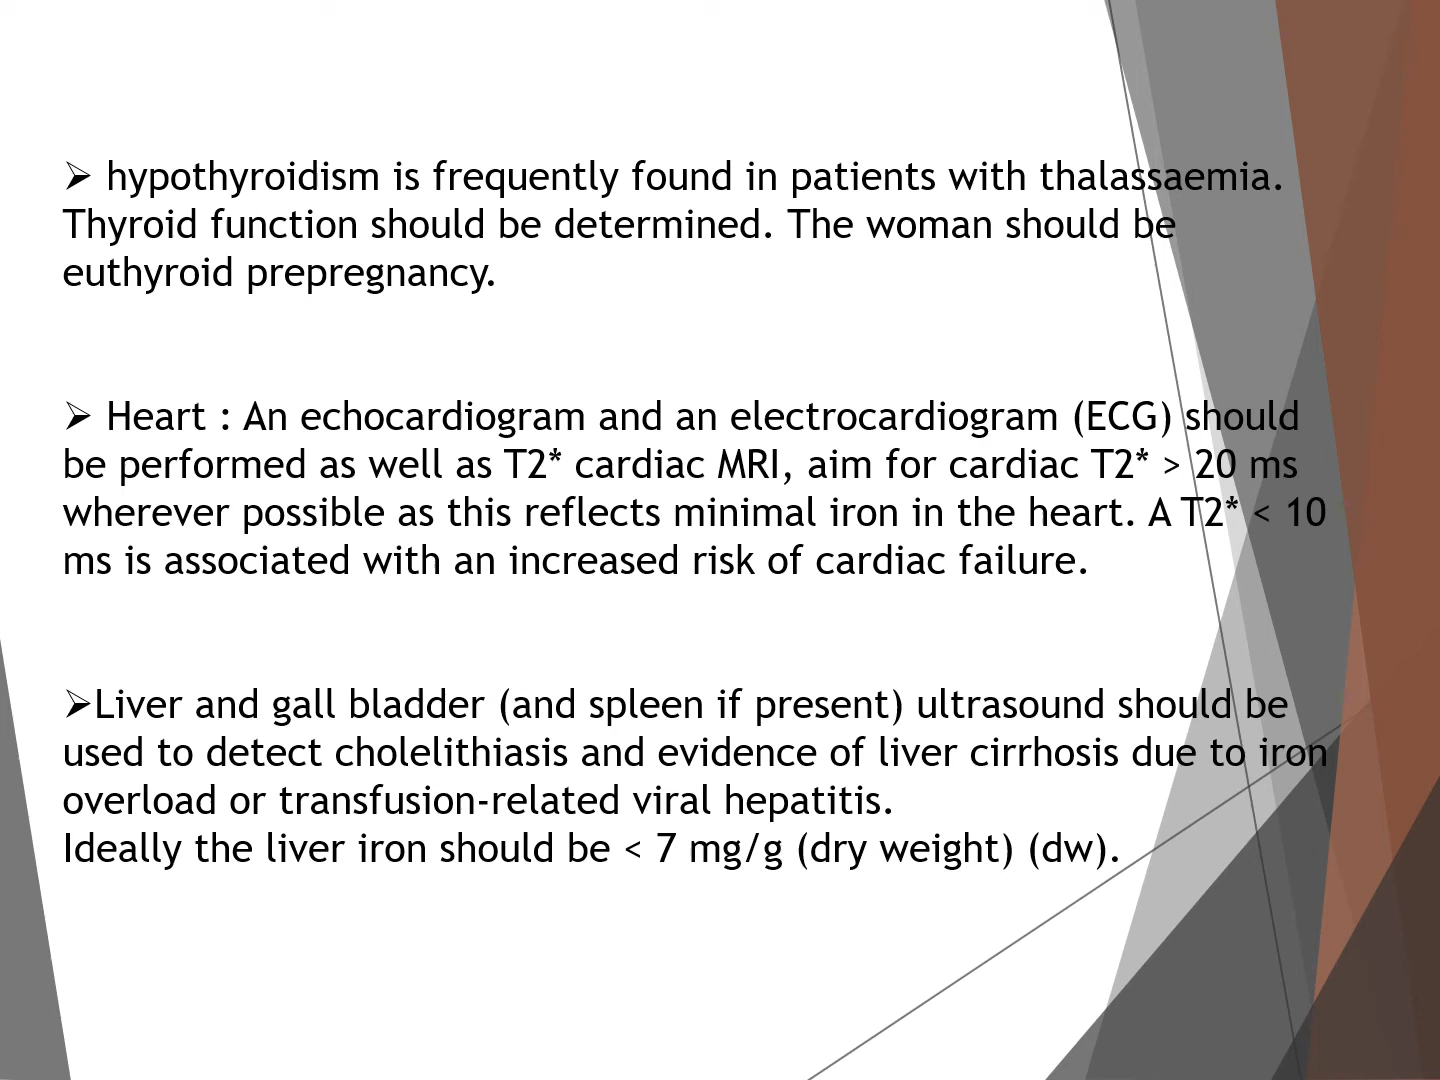 ➢ hypothyroidism is frequently found in patients with thalassaemia.
Thyroid function should be determined. The woman should be
euthyroid prepregnancy.
➢ Heart : An echocardiogram and an electrocardiogram (ECG) should
be performed as well as T2* cardiac MRI, aim for cardiac T2* > 20 ms
wherever possible as this reflects minimal iron in the heart. A T2* < 10
ms is associated with an increased risk of cardiac failure.
➢Liver and gall bladder (and spleen if present) ultrasound should be
used to detect cholelithiasis and evidence of liver cirrhosis due to iron
overload or transfusion-related viral hepatitis.
Ideally the liver iron should be < 7 mg/g (dry weight) (dw).